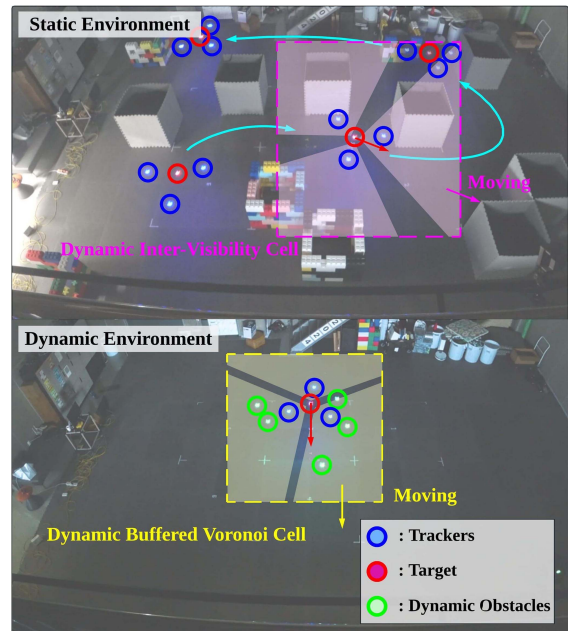 Static Environment
Moving
Dynamic Inter-Visibility Cell
Dynamic Environment
Moving
Dynamic Buffered Voronoi Cell
: Trackers
: Target
: Dynamic Obstacles